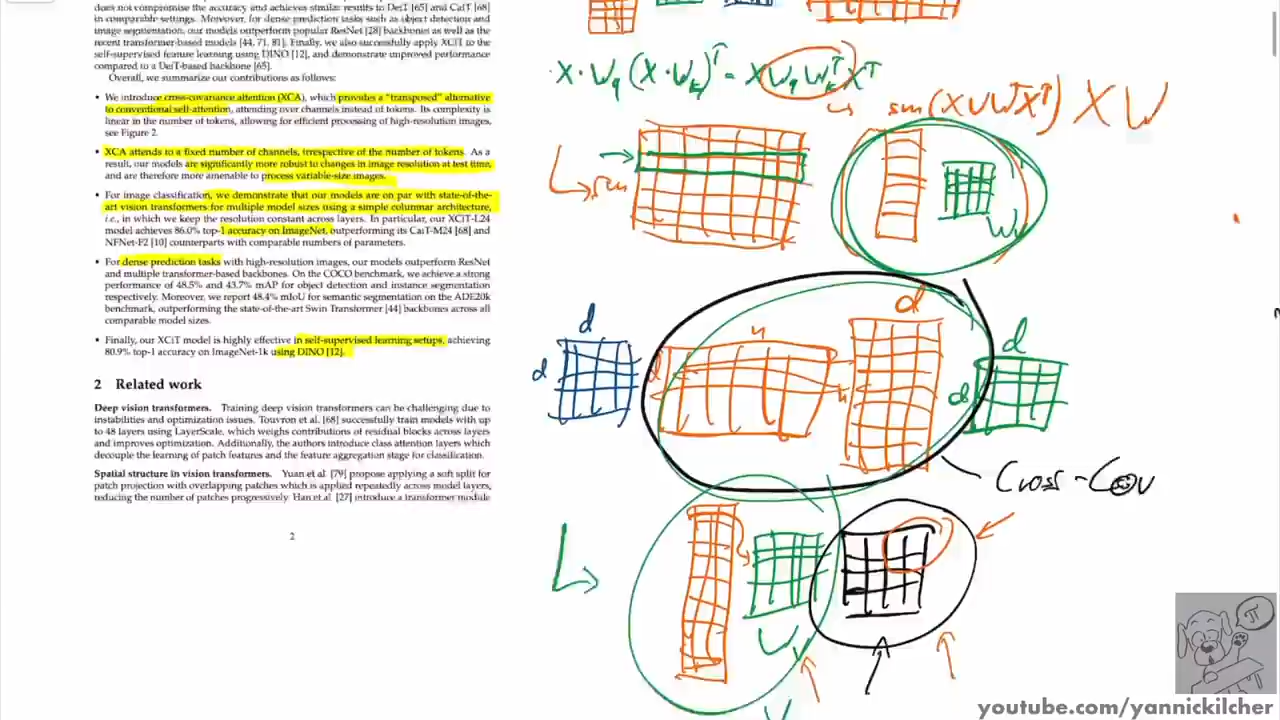 does not compromise the accuracy and achieves similar results to DeiT [65] and CaiT [68]
in comparable settings. Moreover, for dense prediction tasks such as object detection and
image segmentation, our models outperform popular ResNet [28] backbones as well as the
recent transformer-based models [44, 71, 81]. Finally, we also successfully apply XCiT to the
self-supervised feature learning using DINO [12], and demonstrate improved performance
compared to a DeiT-based backbone [65].
Overall, we summarize our contributions as follows:
• We introduce cross-covariance attention (XCA), which provides a "transposed" alternative
to conventional self-attention, attending over channels instead of tokens. Its complexity is
linear in the number of tokens, allowing for efficient processing of high-resolution images,
see Figure 2.
• XCA attends to a fixed number of channels, irrespective of the number of tokens. As a
result, our models are significantly more robust to changes in image resolution at test time,
and are therefore more amenable to process variable-size images.
• For image classification, we demonstrate that our models are on par with state-of-the-
art vision transformers for multiple model sizes using a simple columnar architecture,
i.e., in which we keep the resolution constant across layers. In particular, our XCiT-L24
model achieves 86.0% top-1 accuracy on ImageNet, outperforming its CaiT-M24 [68] and
NFNet-F2 [10] counterparts with comparable numbers of parameters.
• For dense prediction tasks with high-resolution images, our models outperform ResNet
and multiple transformer-based backbones. On the COCO benchmark, we achieve a strong
performance of 48.5% and 43.7% mAP for object detection and instance segmentation
respectively. Moreover, we report 48.4% mIoU for semantic segmentation on the ADE20k
benchmark, outperforming the state-of-the-art Swin Transformer [44] backbones across all
comparable model sizes.
• Finally, our XCiT model is highly effective in self-supervised learning setups, achieving
80.9% top-1 accuracy on ImageNet-1k using DINO [12].
2 Related work
Deep vision transformers. Training deep vision transformers can be challenging due to
instabilities and optimization issues. Touvron et al. [68] successfully train models with up
to 48 layers using LayerScale, which weighs contributions of residual blocks across layers
and improves optimization. Additionally, the authors introduce class attention layers which
decouple the learning of patch features and the feature aggregation stage for classification.
Spatial structure in vision transformers. Yuan et al. [79] propose applying a soft split for
patch projection with overlapping patches which is applied repeatedly across model layers,
reducing the number of patches progressively. Han et al. [27] introduce a transformer module
2
X·Wq (X·Wk)ᵀ = XWqWkᵀXᵀ
sm(XWWᵀXᵀ) XW
d
d
d
n
d
n
d
d
Cross-Cov
Wv
V
π
youtube.com/yannickilcher